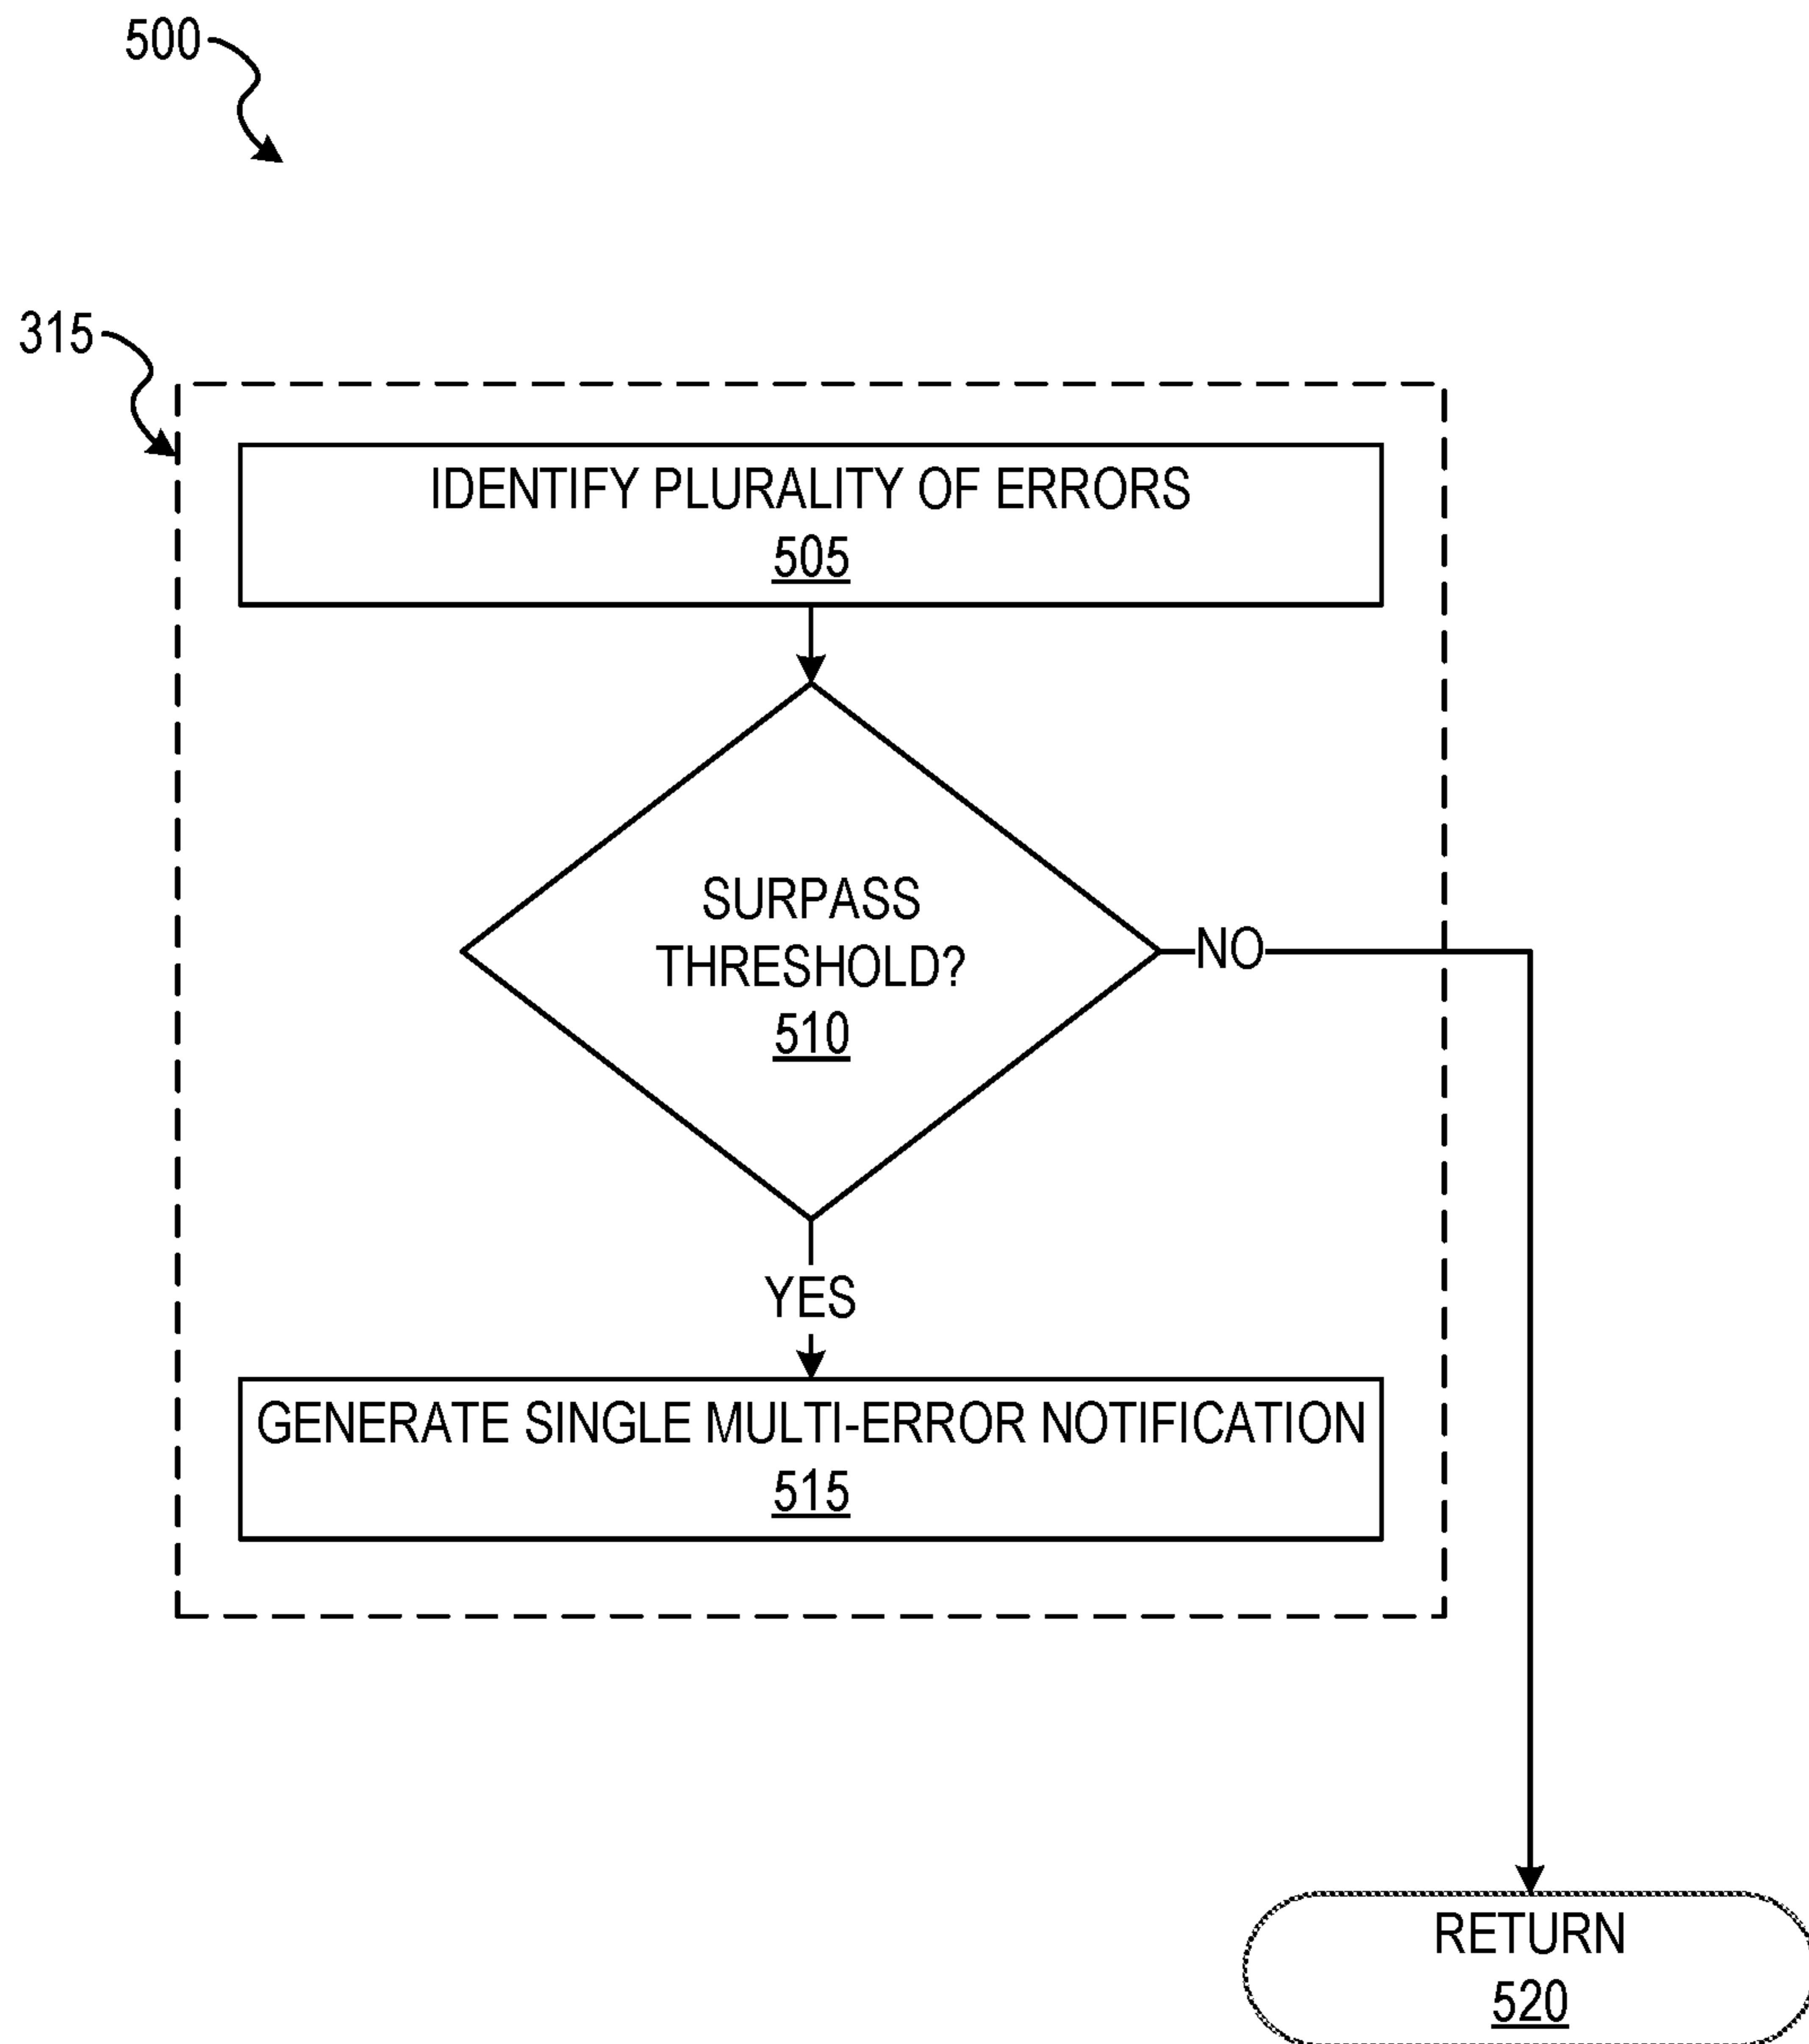 500
315
IDENTIFY PLURALITY OF ERRORS
505
SURPASS
THRESHOLD?
510
NO
YES
GENERATE SINGLE MULTI-ERROR NOTIFICATION
515
RETURN
520